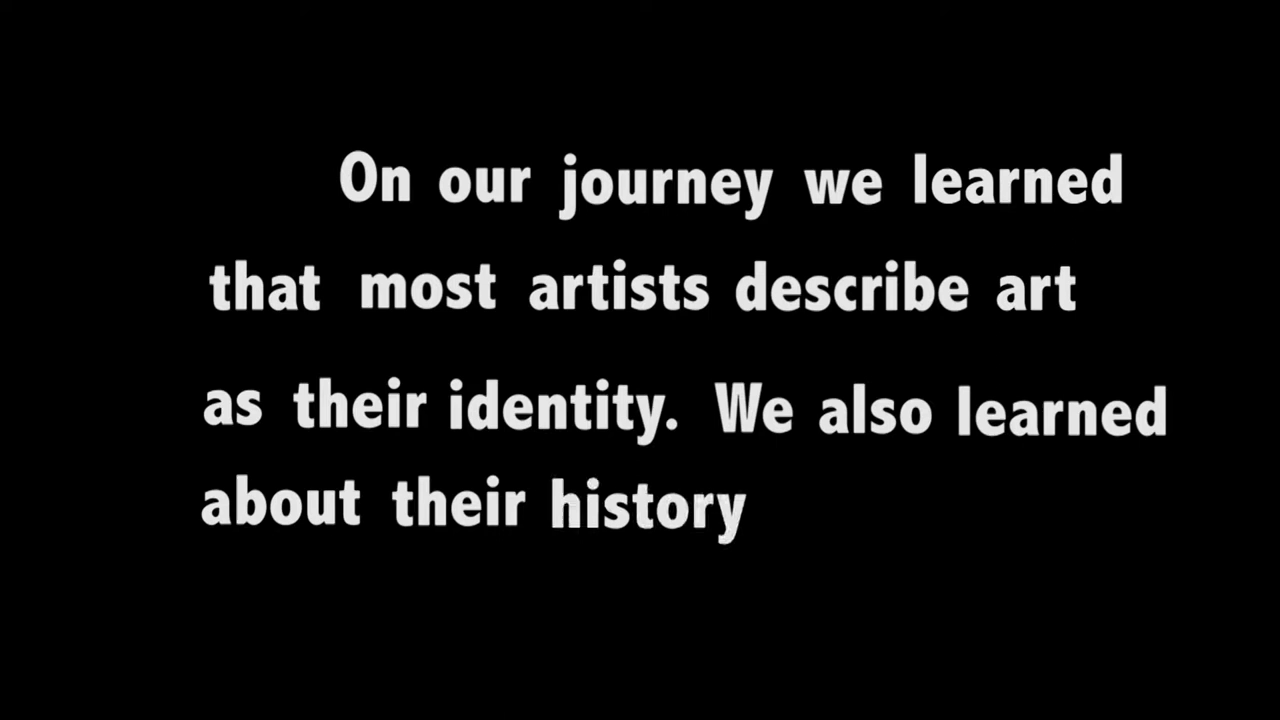 On our journey we learned
that most artists describe art
as their identity. We also learned
about their history